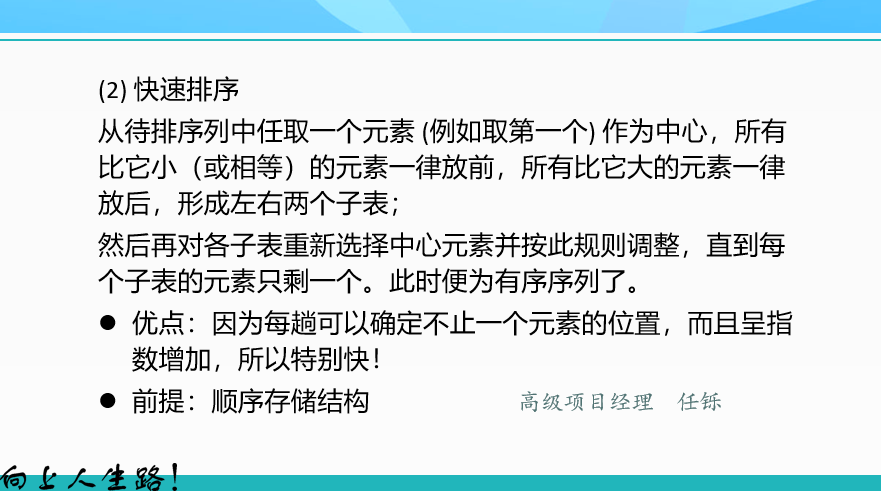 (2) 快速排序
从待排序列中任取一个元素 (例如取第一个) 作为中心，所有
比它小（或相等）的元素一律放前，所有比它大的元素一律
放后，形成左右两个子表；
然后再对各子表重新选择中心元素并按此规则调整，直到每
个子表的元素只剩一个。此时便为有序序列了。
● 优点：因为每趟可以确定不止一个元素的位置，而且呈指
数增加，所以特别快！
● 前提：顺序存储结构
高级项目经理 任铄
向上人生路！